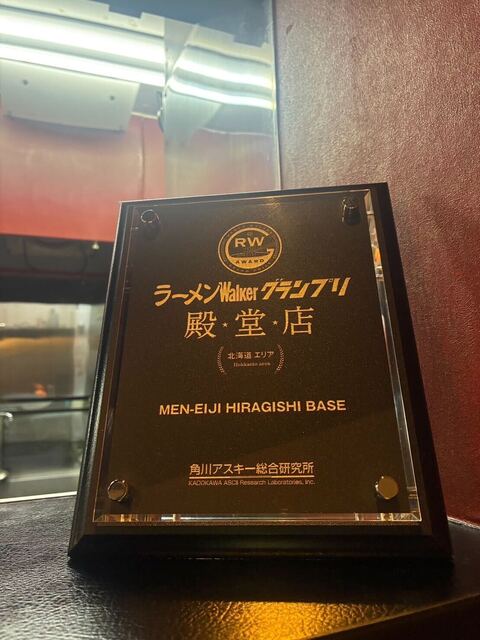 RW
AWARD
ラーメンWalkerグランプリ
殿★堂★店
北海道 エリア
Hokkaido area
MEN-EIJI HIRAGISHI BASE
角川アスキー総合研究所
KADOKAWA ASCII Research Laboratories, Inc.